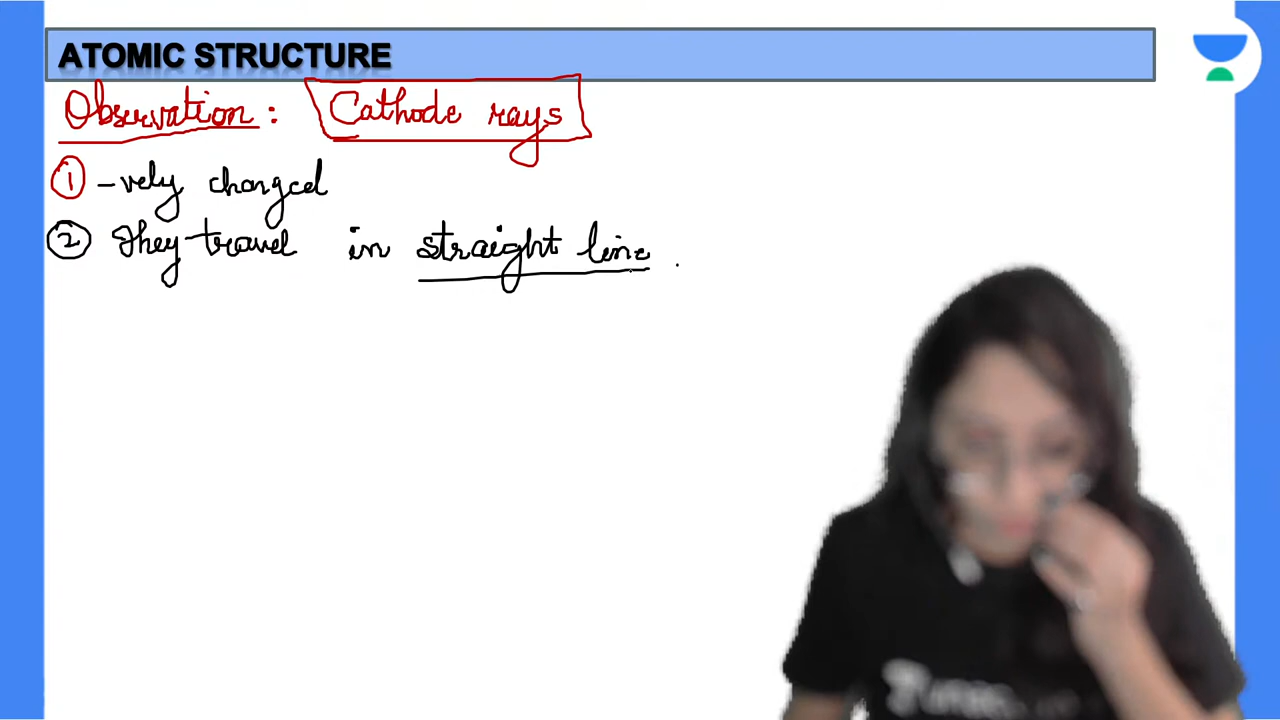 ATOMIC STRUCTURE
Observation : Cathode rays
① -vely charged
② They travel in straight line .